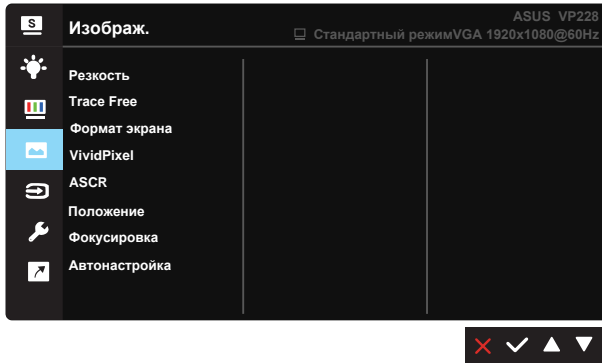 S
Изображ.
ASUS VP228
Стандартный режимVGA 1920x1080@60Hz
Резкость
Trace Free
Формат экрана
VividPixel
ASCR
Положение
Фокусировка
Автонастройка